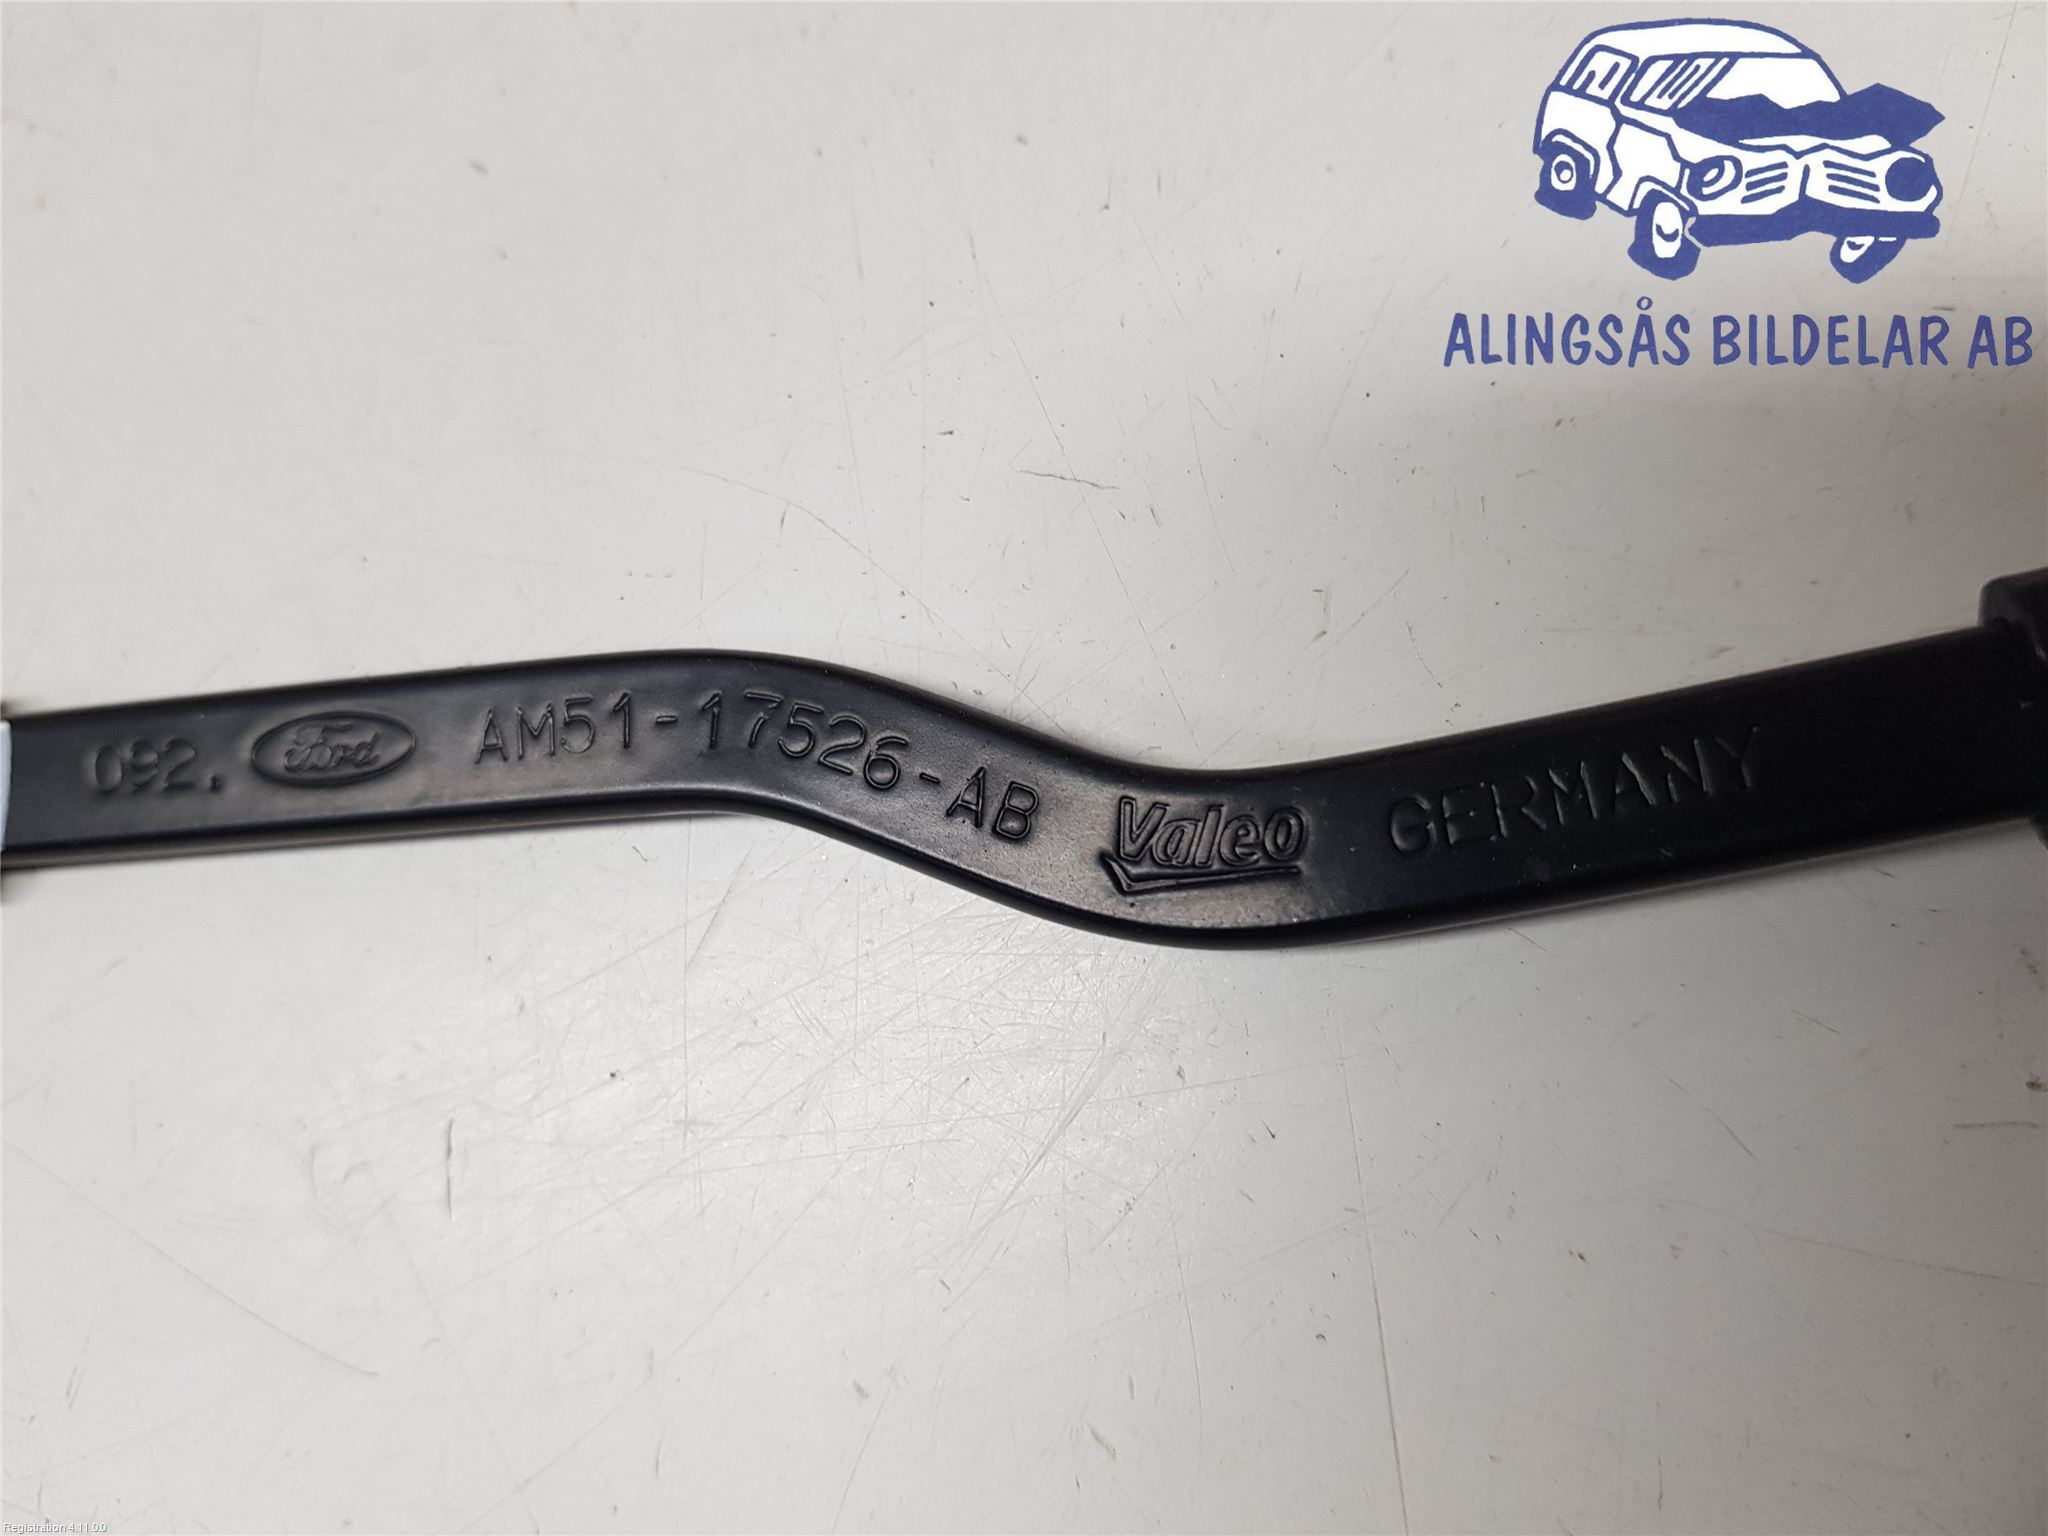 ALINGSÅS BILDELAR AB
092. Ford AM51-17526-AB Valeo GERMANY
Registration 4.11.0.0